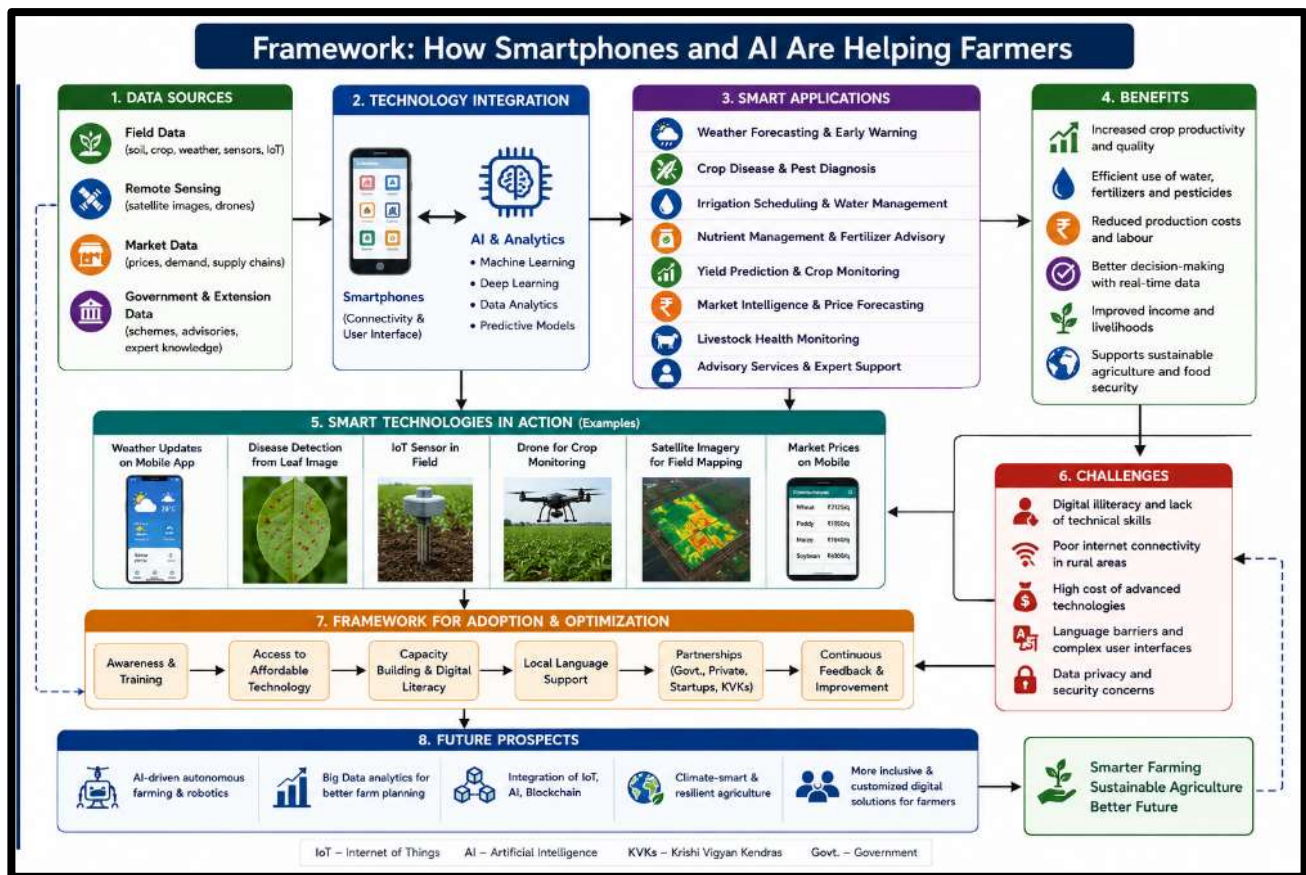 Framework: How Smartphones and AI Are Helping Farmers
1. DATA SOURCES
Field Data
(soil, crop, weather, sensors, IoT)
Remote Sensing
(satellite images, drones)
Market Data
(prices, demand, supply chains)
Government & Extension
Data
(schemes, advisories,
expert knowledge)
2. TECHNOLOGY INTEGRATION
Smartphones
(Connectivity &
User Interface)
AI & Analytics
• Machine Learning
• Deep Learning
• Data Analytics
• Predictive Models
3. SMART APPLICATIONS
Weather Forecasting & Early Warning
Crop Disease & Pest Diagnosis
Irrigation Scheduling & Water Management
Nutrient Management & Fertilizer Advisory
Yield Prediction & Crop Monitoring
Market Intelligence & Price Forecasting
Livestock Health Monitoring
Advisory Services & Expert Support
4. BENEFITS
Increased crop productivity
and quality
Efficient use of water,
fertilizers and pesticides
Reduced production costs
and labour
Better decision-making
with real-time data
Improved income and
livelihoods
Supports sustainable
agriculture and food
security
5. SMART TECHNOLOGIES IN ACTION (Examples)
Weather Updates
on Mobile App
Disease Detection
from Leaf Image
IoT Sensor in
Field
Drone for Crop
Monitoring
Satellite Imagery
for Field Mapping
Market Prices
on Mobile
Wheat
Paddy
Maize
Soybean
6. CHALLENGES
Digital illiteracy and lack
of technical skills
Poor internet connectivity
in rural areas
High cost of advanced
technologies
Language barriers and
complex user interfaces
Data privacy and
security concerns
7. FRAMEWORK FOR ADOPTION & OPTIMIZATION
Awareness &
Training
Access to
Affordable
Technology
Capacity
Building & Digital
Literacy
Local Language
Support
Partnerships
(Govt., Private,
Startups, KVKs)
Continuous
Feedback &
Improvement
8. FUTURE PROSPECTS
AI-driven autonomous
farming & robotics
Big Data analytics for
better farm planning
Integration of IoT,
AI, Blockchain
Climate-smart &
resilient agriculture
More inclusive &
customized digital
solutions for farmers
Smarter Farming
Sustainable Agriculture
Better Future
IoT – Internet of Things AI – Artificial Intelligence KVKs – Krishi Vigyan Kendras Govt. – Government